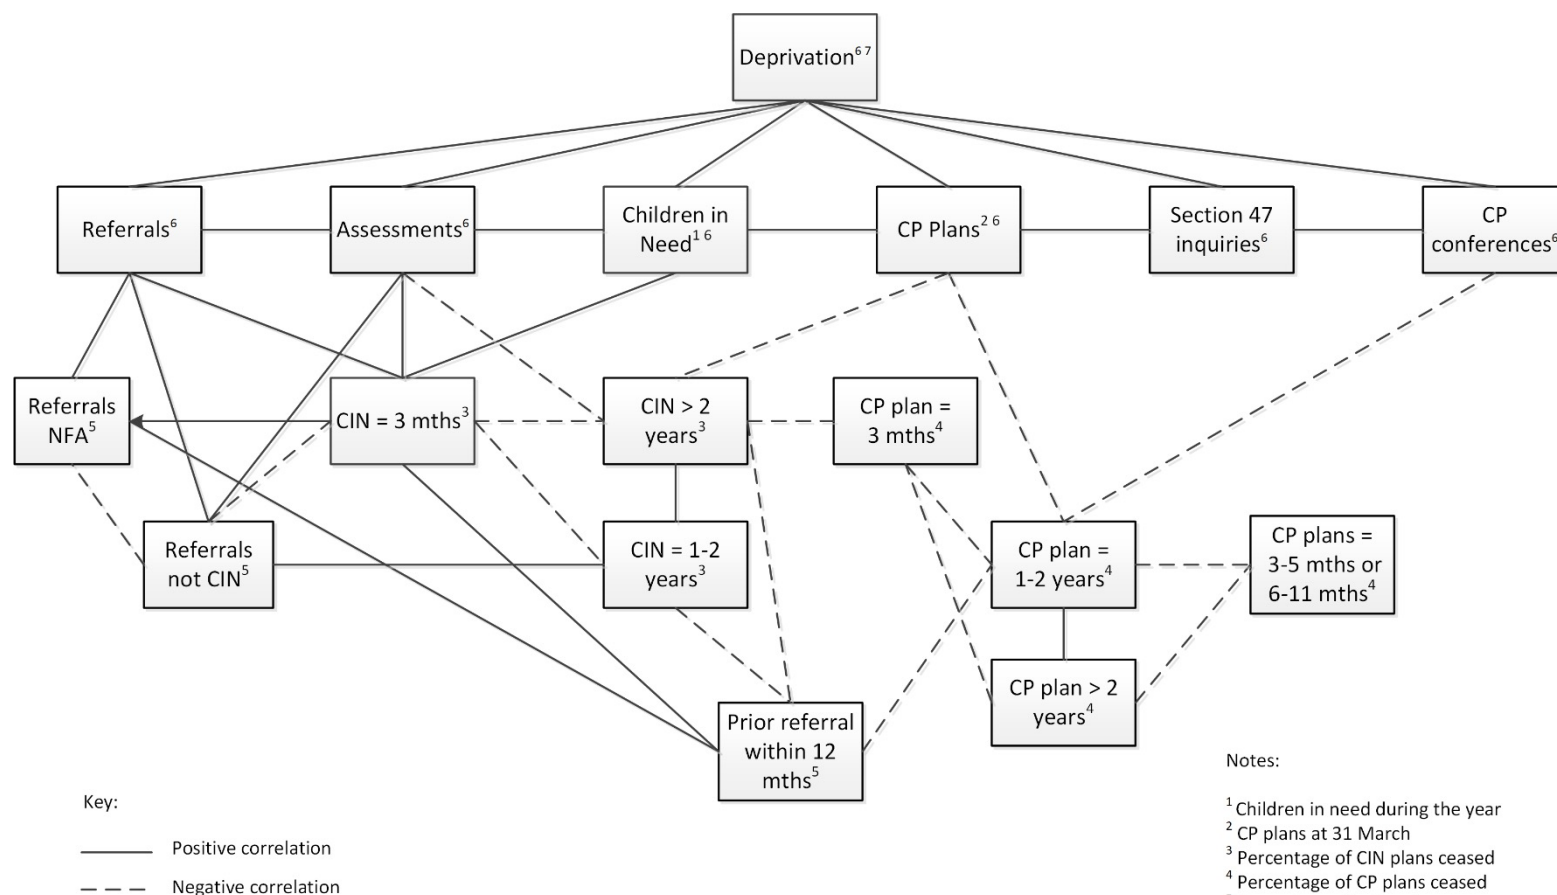 Deprivation⁶ ⁷
Referrals⁶
Assessments⁶
Children in
Need¹ ⁶
CP Plans² ⁶
Section 47
inquiries⁶
CP
conferences⁶
Referrals
NFA⁵
CIN = 3 mths³
CIN > 2
years³
CP plan =
3 mths⁴
Referrals
not CIN⁵
CIN = 1-2
years³
CP plan =
1-2 years⁴
CP plans =
3-5 mths or
6-11 mths⁴
CP plan > 2
years⁴
Prior referral
within 12
mths⁵
Key:
Positive correlation
Negative correlation
Notes:
¹ Children in need during the year
² CP plans at 31 March
³ Percentage of CIN plans ceased
⁴ Percentage of CP plans ceased